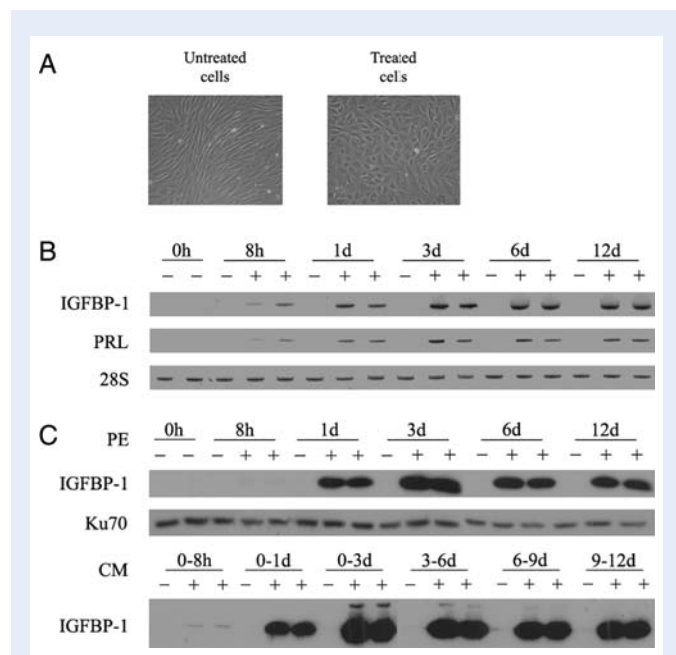 A
Untreated cells
Treated cells
B
0h 8h 1d 3d 6d 12d
− − − + + − + + − + + − + + − + +
IGFBP-1
PRL
28S
C
PE 0h 8h 1d 3d 6d 12d
− − − + + − + + − + + − + + − + +
IGFBP-1
Ku70
CM 0-8h 0-1d 0-3d 3-6d 6-9d 9-12d
− + + − + + − + + − + + − + + − + +
IGFBP-1